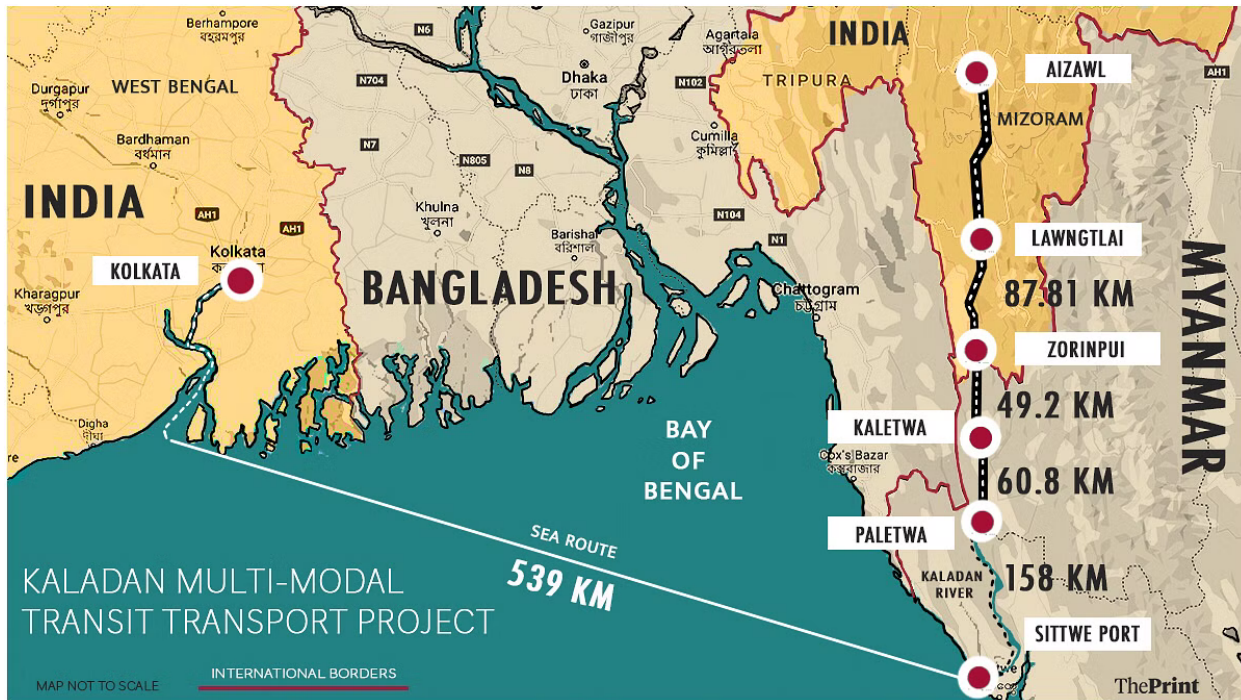 Berhampore
বহরমপুর
N6
Gazipur
গাজীপুর
Agartala
আগরতলা
INDIA
AIZAWL
AH1
Durgapur
দুর্গাপুর
WEST BENGAL
N704
Dhaka
ঢাকা
N102
TRIPURA
MIZORAM
Bardhaman
বর্ধমান
N7
N805
N8
Cumilla
কুমিল্লা
INDIA
AH1
AH1
Khulna
খুলনা
Barishal
বরিশাল
N104
N1
LAWNGTLAI
KOLKATA
Kolkata
Kharagpur
খড়্গপুর
BANGLADESH
Chattogram
চট্টগ্রাম
87.81 KM
MYANMAR
ZORINPUI
49.2 KM
Digha
দীঘা
re
BAY
OF
BENGAL
KALETWA
Cox's Bazar
কক্সবাজার
60.8 KM
PALETWA
SEA ROUTE
539 KM
KALADAN
RIVER
158 KM
KALADAN MULTI-MODAL
TRANSIT TRANSPORT PROJECT
SITTWE PORT
INTERNATIONAL BORDERS
MAP NOT TO SCALE
ThePrint